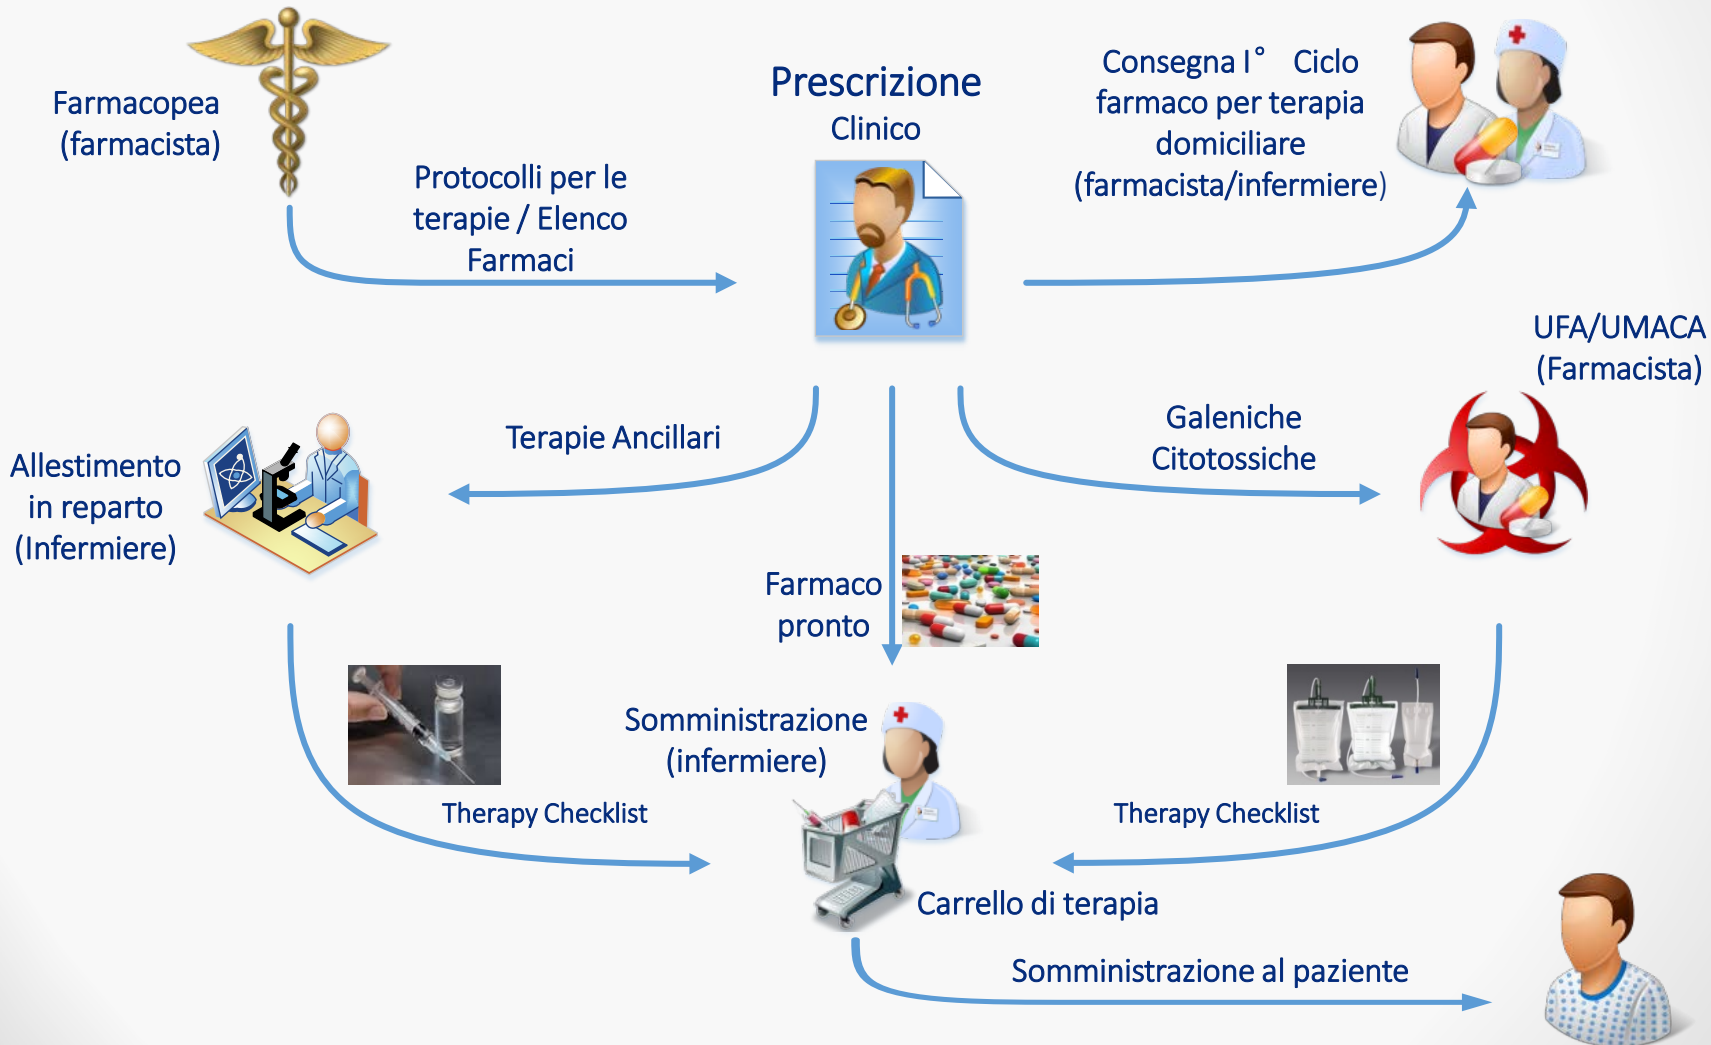 Farmacopea
(farmacista)
Protocolli per le
terapie / Elenco
Farmaci
Prescrizione
Clinico
Consegna I° Ciclo
farmaco per terapia
domiciliare
(farmacista/infermiere)
UFA/UMACA
(Farmacista)
Terapie Ancillari
Galeniche
Citotossiche
Allestimento
in reparto
(Infermiere)
Farmaco
pronto
Somministrazione
(infermiere)
Therapy Checklist
Therapy Checklist
Carrello di terapia
Somministrazione al paziente